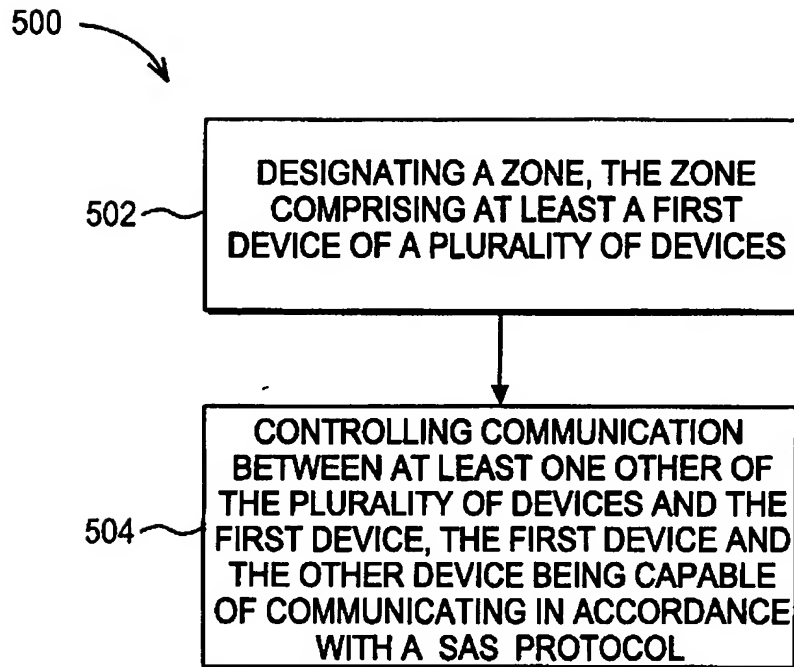 500
502
DESIGNATING A ZONE, THE ZONE
COMPRISING AT LEAST A FIRST
DEVICE OF A PLURALITY OF DEVICES
504
CONTROLLING COMMUNICATION
BETWEEN AT LEAST ONE OTHER OF
THE PLURALITY OF DEVICES AND THE
FIRST DEVICE, THE FIRST DEVICE AND
THE OTHER DEVICE BEING CAPABLE
OF COMMUNICATING IN ACCORDANCE
WITH A SAS PROTOCOL